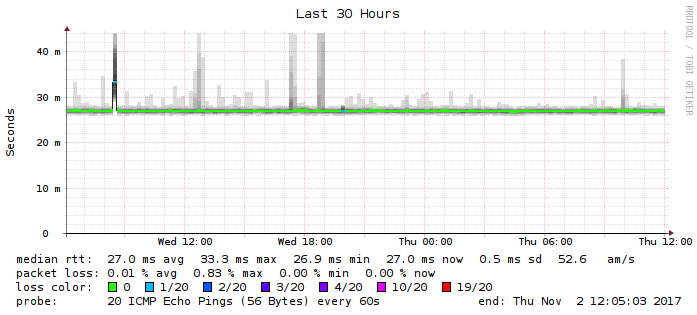 Last 30 Hours
RRDTOOL / TOBI OETIKER
Seconds
40 m
30 m
20 m
10 m
0
Wed 12:00 Wed 18:00 Thu 00:00 Thu 06:00 Thu 12:00
median rtt: 27.0 ms avg 33.3 ms max 26.9 ms min 27.0 ms now 0.5 ms sd 52.6 am/s
packet loss: 0.01 % avg 0.83 % max 0.00 % min 0.00 % now
loss color: 0 1/20 2/20 3/20 4/20 10/20 19/20
probe: 20 ICMP Echo Pings (56 Bytes) every 60s end: Thu Nov 2 12:05:03 2017